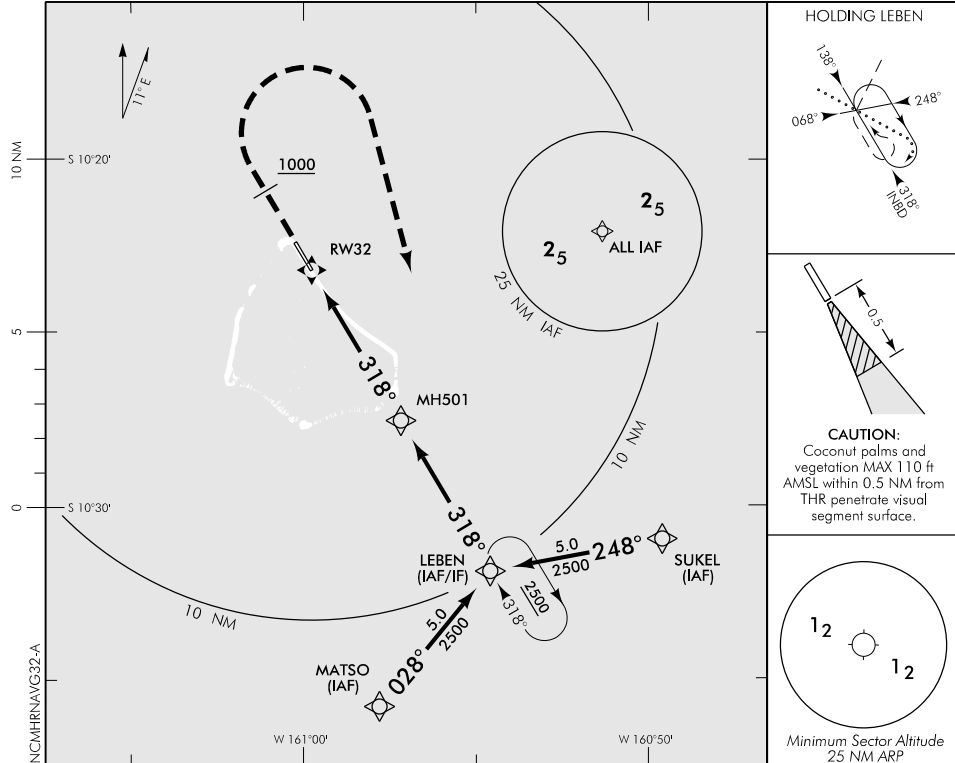 11° E
10 NM
S 10°20'
1000
RW32
2 5
2 5
ALL IAF
25 NM IAF
5
318°
MH501
10 NM
0
S 10°30'
318°
LEBEN
(IAF/IF)
5.0
2500
248°
SUKEL
(IAF)
2500
318°
10 NM
5.0
2500
028°
MATSO
(IAF)
NCMHRNAVG32-A
W 161°00'
W 160°50'
HOLDING LEBEN
138°
248°
068°
318°
INBD
0.5
CAUTION:
Coconut palms and
vegetation MAX 110 ft
AMSL within 0.5 NM from
THR penetrate visual
segment surface.
1 2
1 2
Minimum Sector Altitude
25 NM ARP